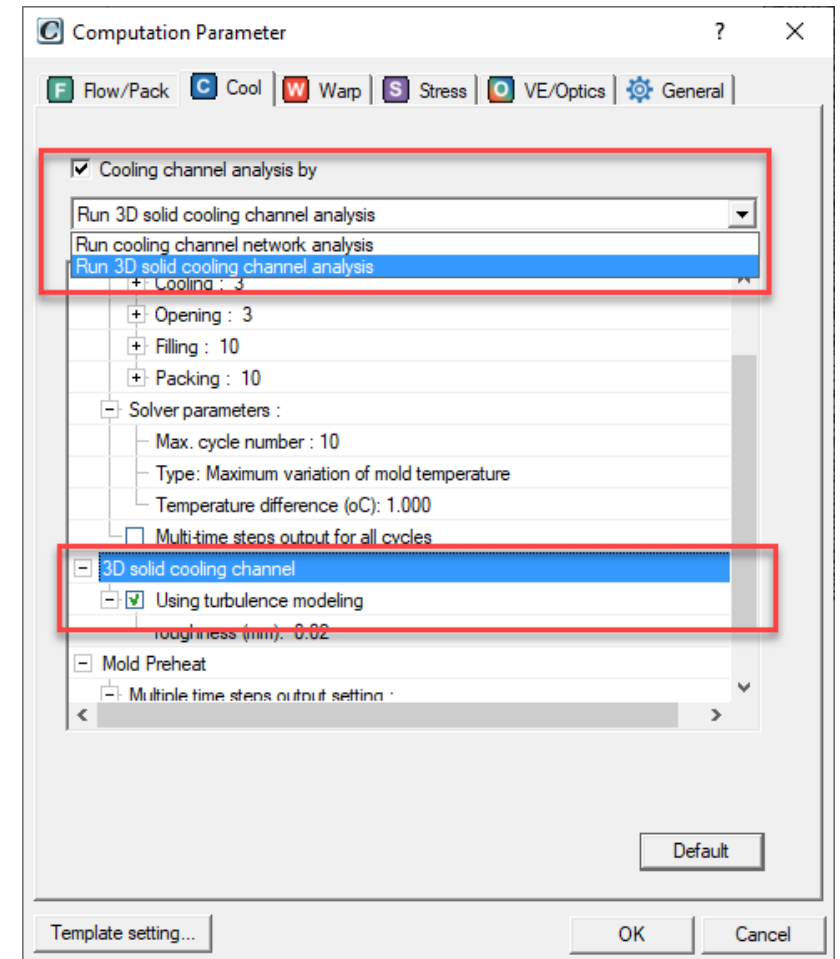 C Computation Parameter ? ×
F Flow/Pack C Cool W Warp S Stress O VE/Optics General
Cooling channel analysis by
Run 3D solid cooling channel analysis
Run cooling channel network analysis
Run 3D solid cooling channel analysis
Cooling : 3
Opening : 3
Filling : 10
Packing : 10
Solver parameters :
Max. cycle number : 10
Type: Maximum variation of mold temperature
Temperature difference (oC): 1.000
Multi-time steps output for all cycles
3D solid cooling channel
Using turbulence modeling
roughness (mm): 0.02
Mold Preheat
Multiple time steps output setting :
Default
Template setting...
OK
Cancel